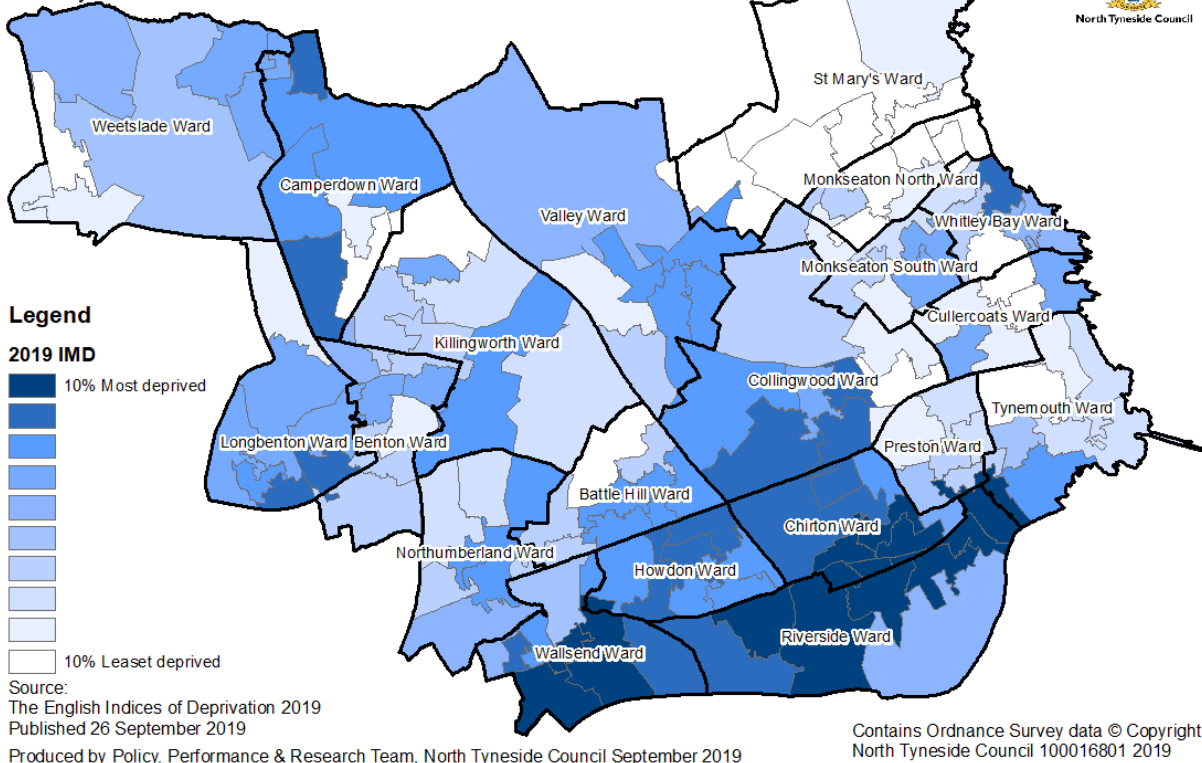 North Tyneside Council
St Mary's Ward
Weetslade Ward
Camperdown Ward
Monkseaton North Ward
Valley Ward
Whitley Bay Ward
Monkseaton South Ward
Cullercoats Ward
Killingworth Ward
Collingwood Ward
Tynemouth Ward
Longbenton Ward
Benton Ward
Preston Ward
Battle Hill Ward
Chirton Ward
Northumberland Ward
Howdon Ward
Riverside Ward
Wallsend Ward
Legend
2019 IMD
10% Most deprived
10% Leaset deprived
Source:
The English Indices of Deprivation 2019
Published 26 September 2019
Produced by Policy, Performance & Research Team, North Tyneside Council September 2019
Contains Ordnance Survey data © Copyright
North Tyneside Council 100016801 2019